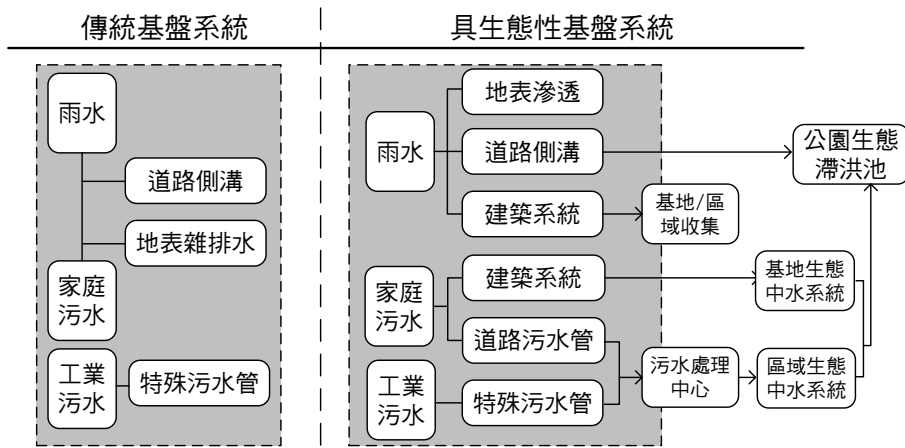 傳統基盤系統
具生態性基盤系統
雨水
道路側溝
地表雜排水
家庭
污水
工業
污水
特殊污水管
雨水
地表滲透
道路側溝
建築系統
基地/區
域收集
公園生態
滯洪池
家庭
污水
建築系統
道路污水管
基地生態
中水系統
工業
污水
特殊污水管
污水處理
中心
區域生態
中水系統